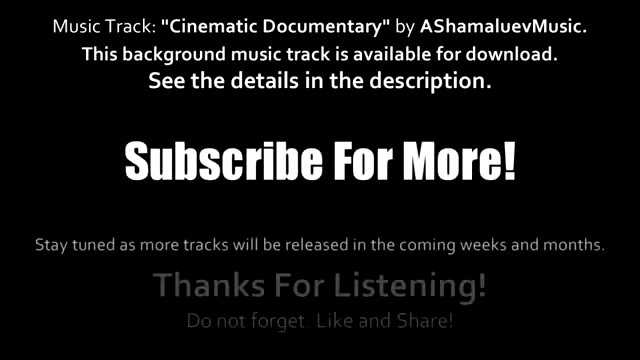 Music Track: "Cinematic Documentary" by AShamaluevMusic.
This background music track is available for download.
See the details in the description.
Subscribe For More!
Stay tuned as more tracks will be released in the coming weeks and months.
Thanks For Listening!
Do not forget: Like and Share!